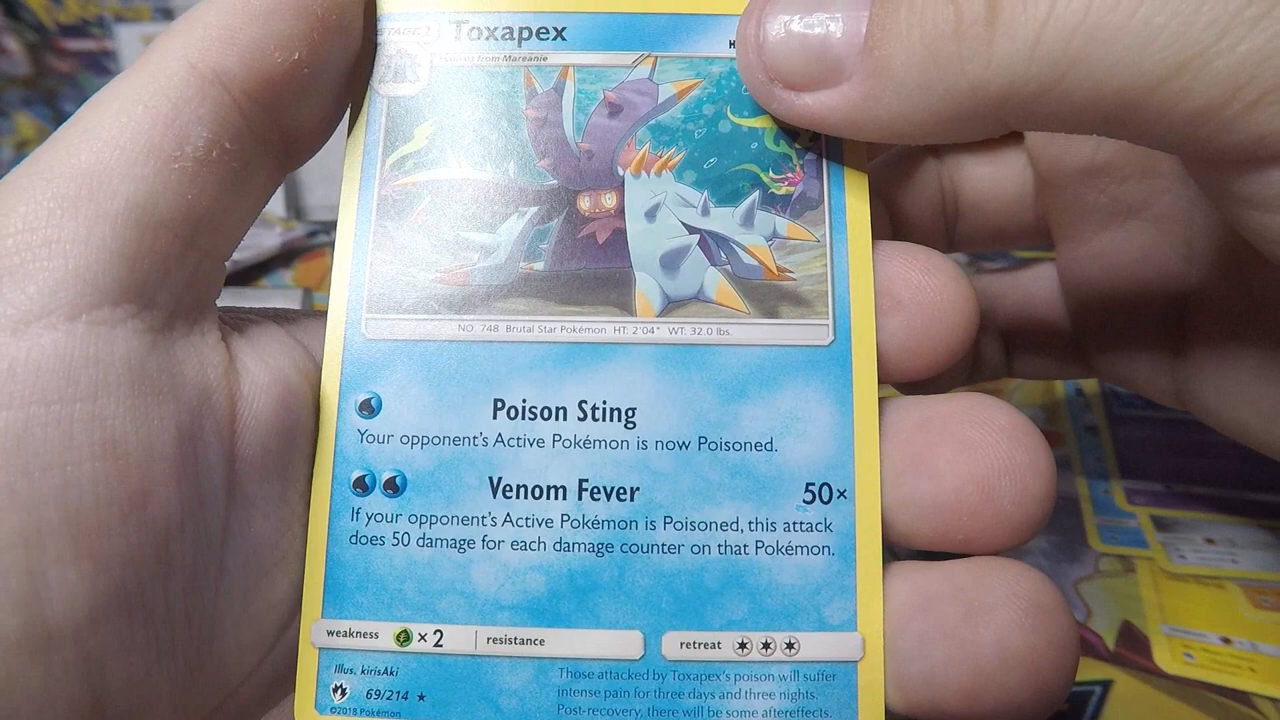 STAGE 1
Toxapex
H
from Mareanie
NO. 748 Brutal Star Pokémon HT: 2'04" WT: 32.0 lbs.
Poison Sting
Your opponent's Active Pokémon is now Poisoned.
Venom Fever 50×
If your opponent's Active Pokémon is Poisoned, this attack
does 50 damage for each damage counter on that Pokémon.
weakness ×2 resistance retreat
Illus. kirisAki
69/214 ★
©2018 Pokémon
Those attacked by Toxapex's poison will suffer
intense pain for three days and three nights.
Post-recovery, there will be some aftereffects.